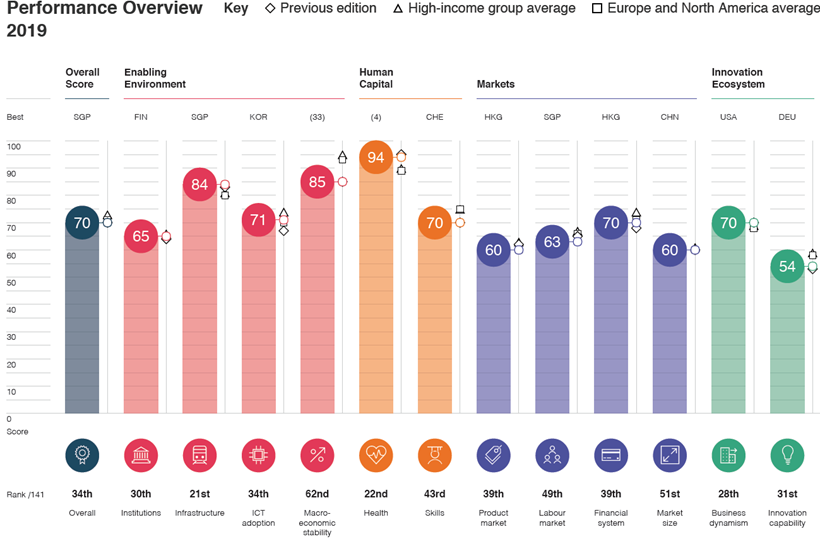 Performance Overview
2019
Key Previous edition High-income group average Europe and North America average
Overall Score
Enabling Environment
Human Capital
Markets
Innovation Ecosystem
Best SGP FIN SGP KOR (33) (4) CHE HKG SGP HKG CHN USA DEU
100
90
80
70
60
50
40
30
20
10
0
Score
70 65 84 71 85 94 70 60 63 70 60 70 54
Rank /141 34th 30th 21st 34th 62nd 22nd 43rd 39th 49th 39th 51st 28th 31st
Overall
Institutions
Infrastructure
ICT
adoption
Macro-
economic
stability
Health
Skills
Product
market
Labour
market
Financial
system
Market
size
Business
dynamism
Innovation
capability